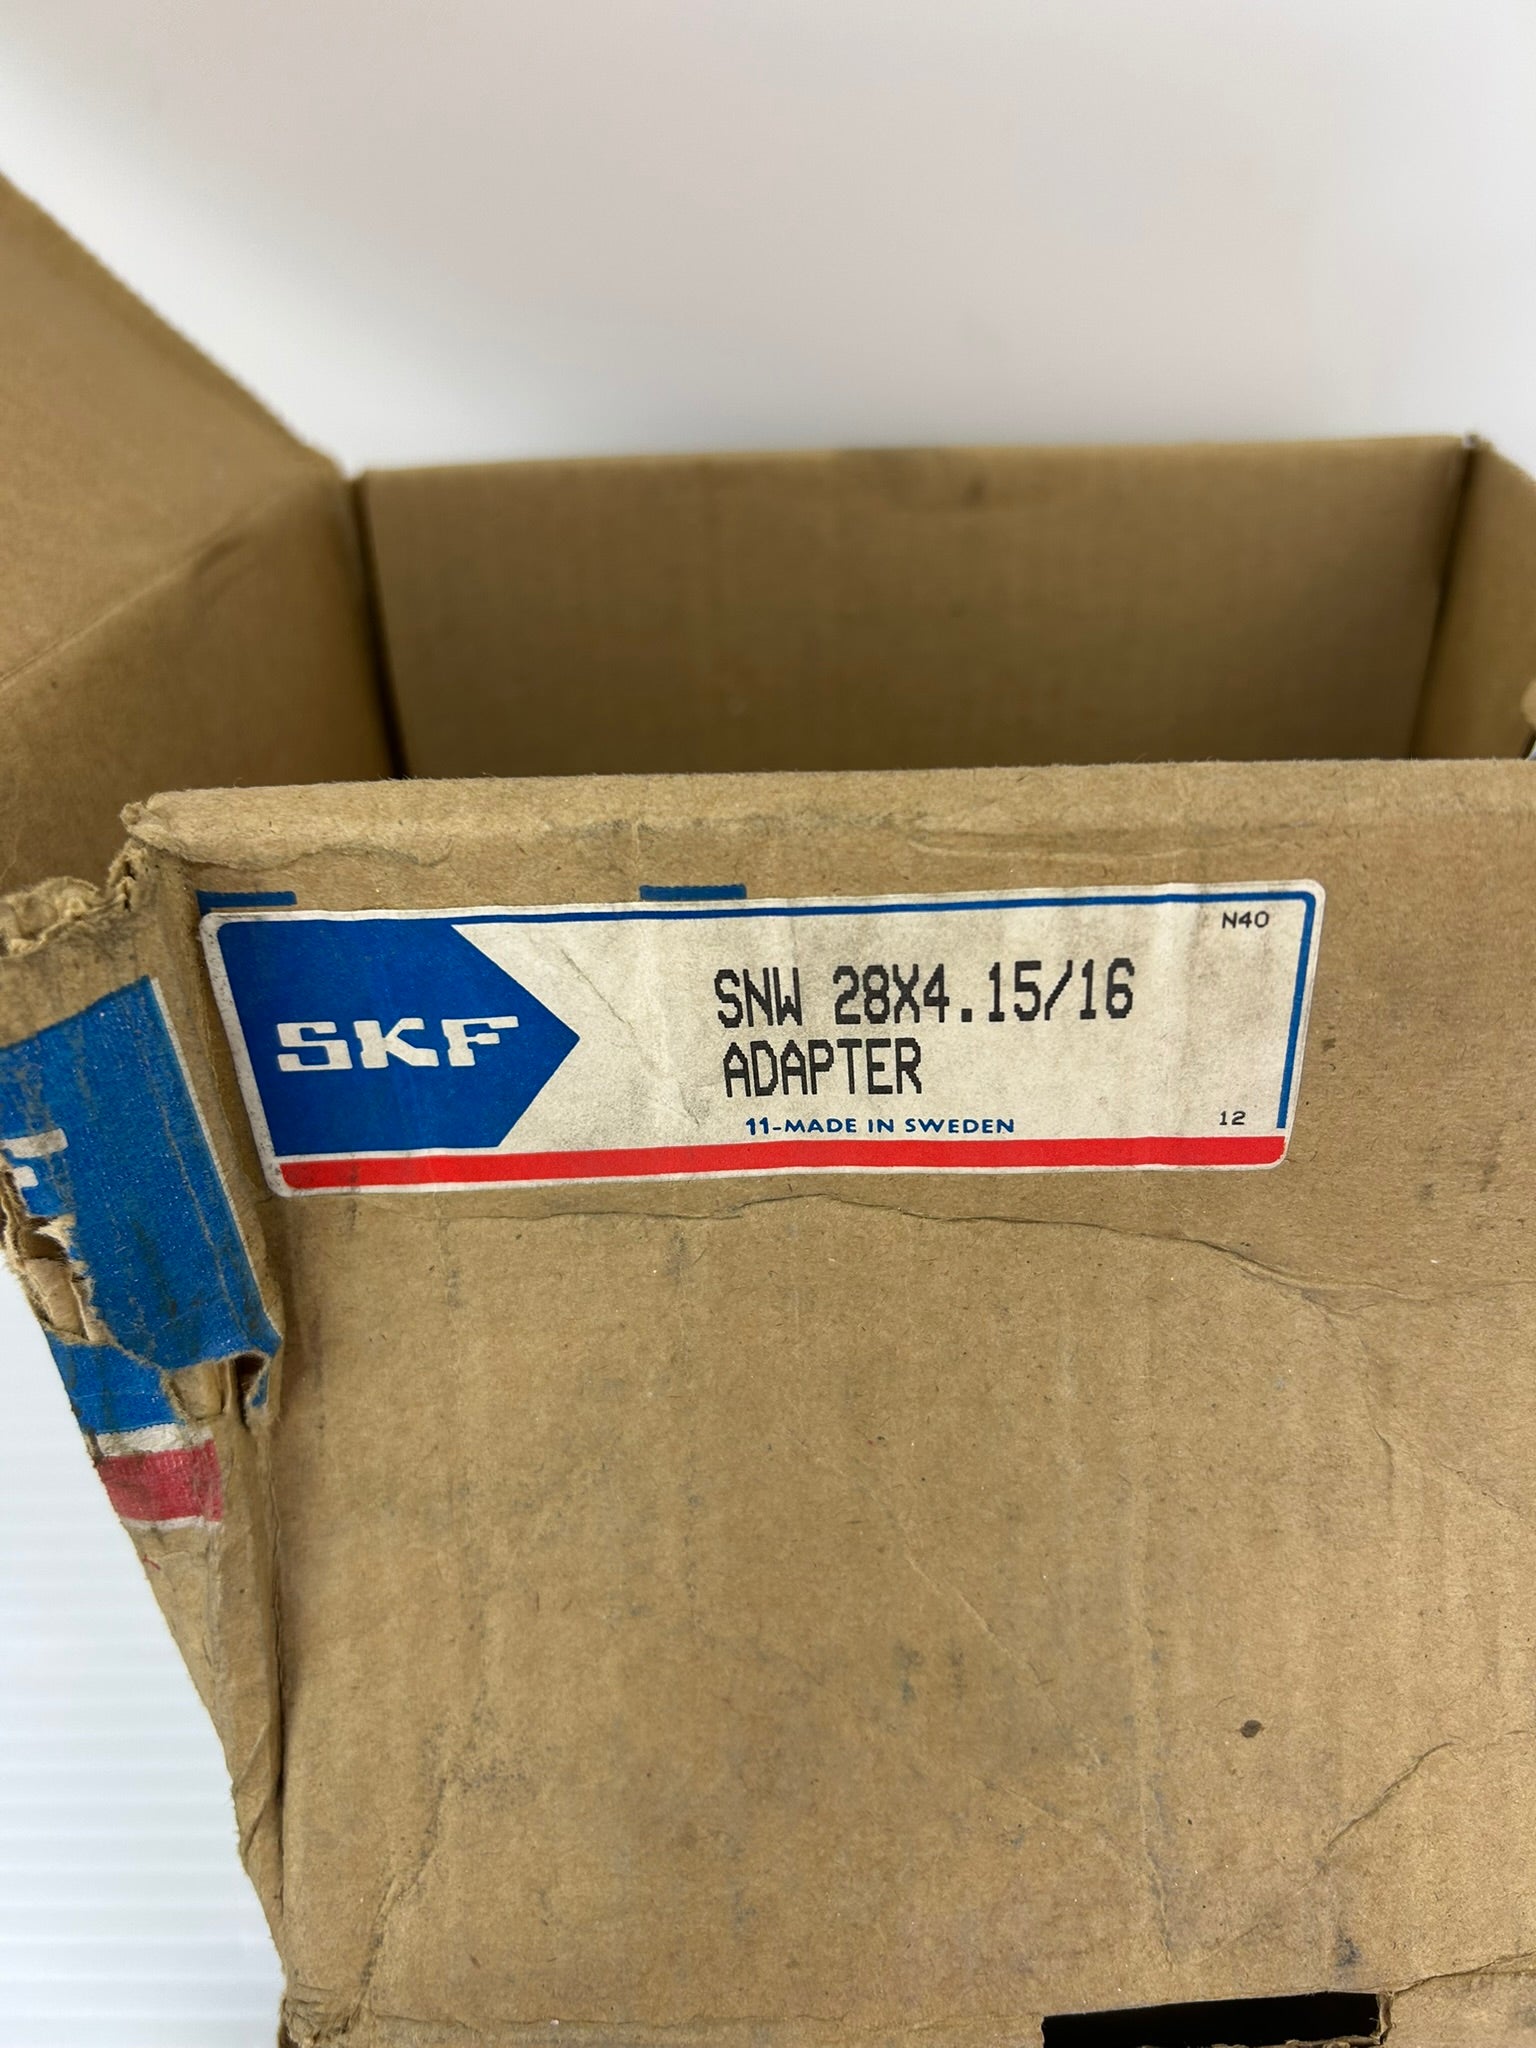 N40
SKF
SNW 28X4.15/16
ADAPTER
11-MADE IN SWEDEN
12